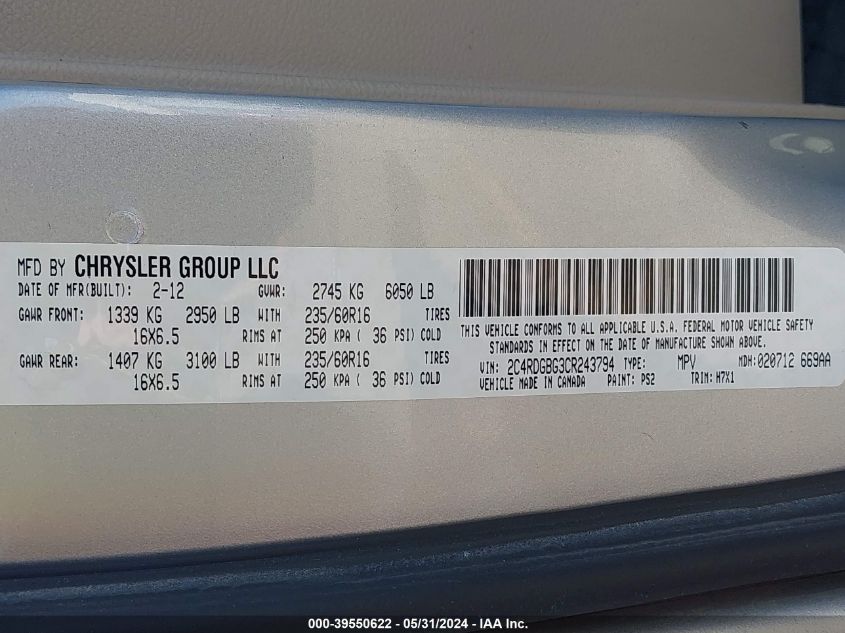 MFD BY CHRYSLER GROUP LLC
DATE OF MFR(BUILT): 2-12 GVWR: 2745 KG 6050 LB
GAWR FRONT: 1339 KG 2950 LB WITH 235/60R16 TIRES
16X6.5 RIMS AT 250 KPA ( 36 PSI) COLD
GAWR REAR: 1407 KG 3100 LB WITH 235/60R16 TIRES
16X6.5 RIMS AT 250 KPA ( 36 PSI) COLD
THIS VEHICLE CONFORMS TO ALL APPLICABLE U.S.A. FEDERAL MOTOR VEHICLE SAFETY
STANDARDS IN EFFECT ON THE DATE OF MANUFACTURE SHOWN ABOVE.
VIN: 2C4RDGBG3CR243794 TYPE: MPV MDH:020712 669AA
VEHICLE MADE IN CANADA PAINT: PS2 TRIM: H7X1
000-39550622 - 05/31/2024 - IAA Inc.